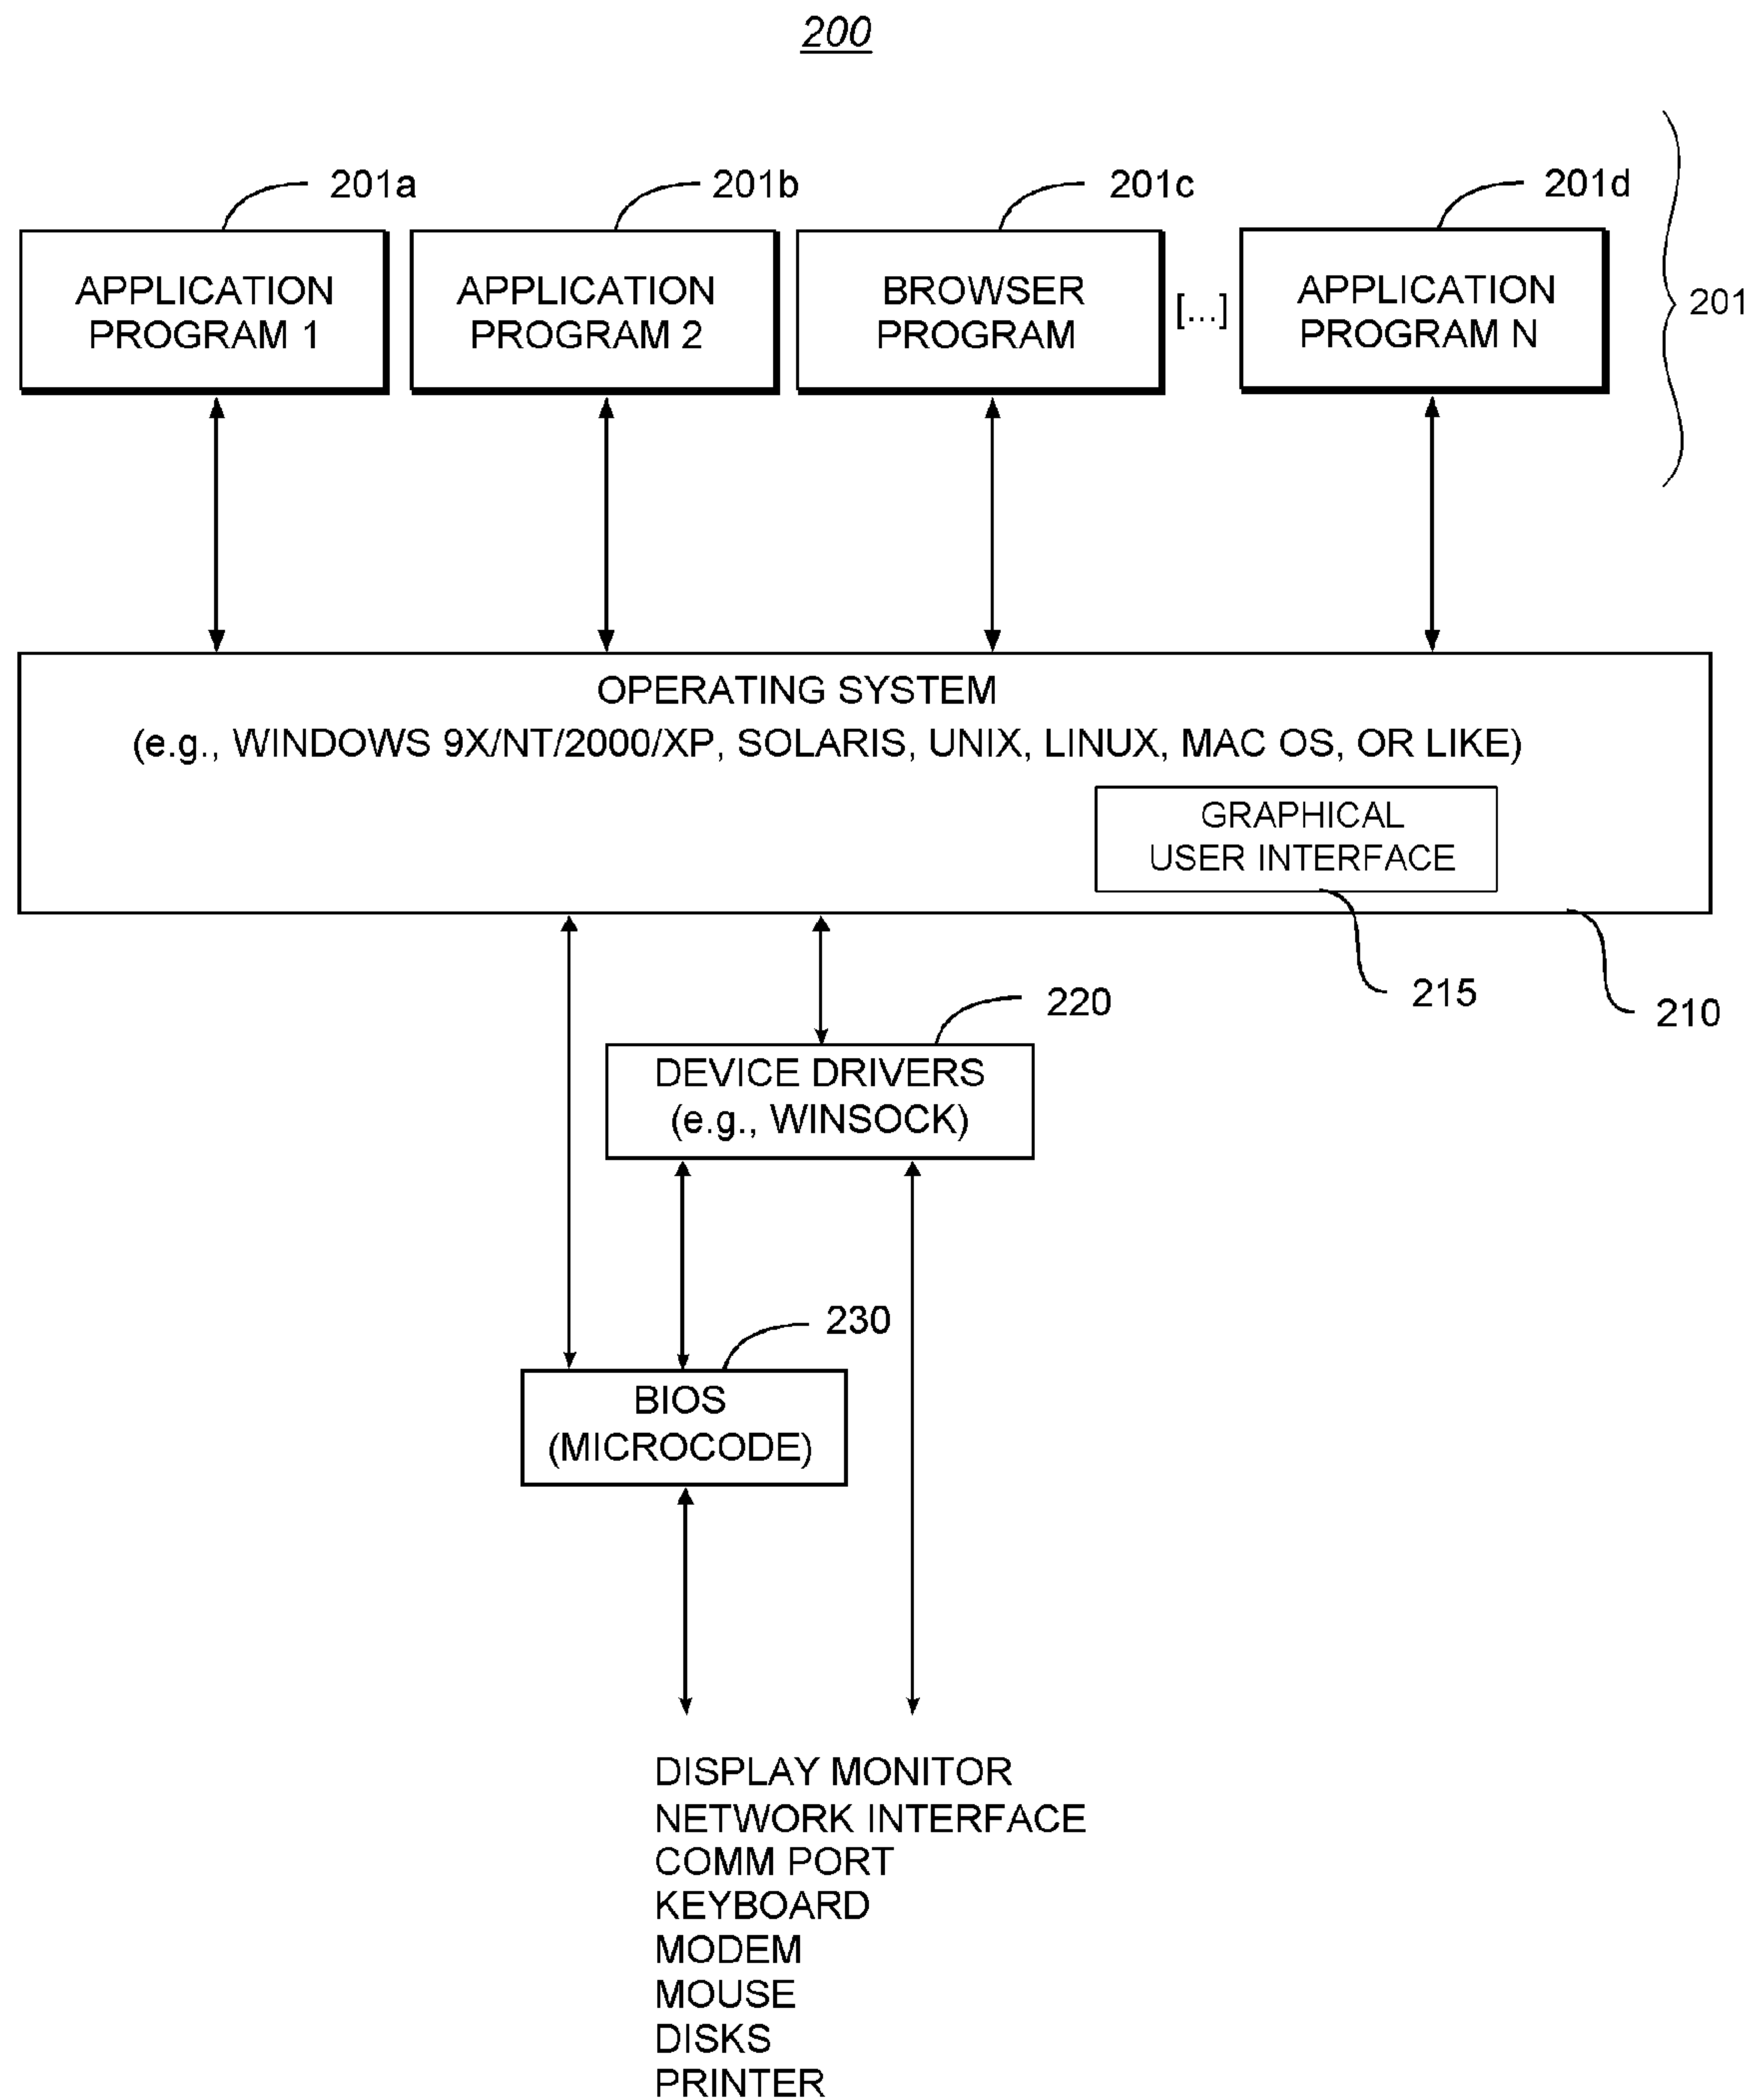 200
201a
201b
201c
201d
APPLICATION
PROGRAM 1
APPLICATION
PROGRAM 2
BROWSER
PROGRAM
[...]
APPLICATION
PROGRAM N
201
OPERATING SYSTEM
(e.g., WINDOWS 9X/NT/2000/XP, SOLARIS, UNIX, LINUX, MAC OS, OR LIKE)
GRAPHICAL
USER INTERFACE
215
210
220
DEVICE DRIVERS
(e.g., WINSOCK)
230
BIOS
(MICROCODE)
DISPLAY MONITOR
NETWORK INTERFACE
COMM PORT
KEYBOARD
MODEM
MOUSE
DISKS
PRINTER